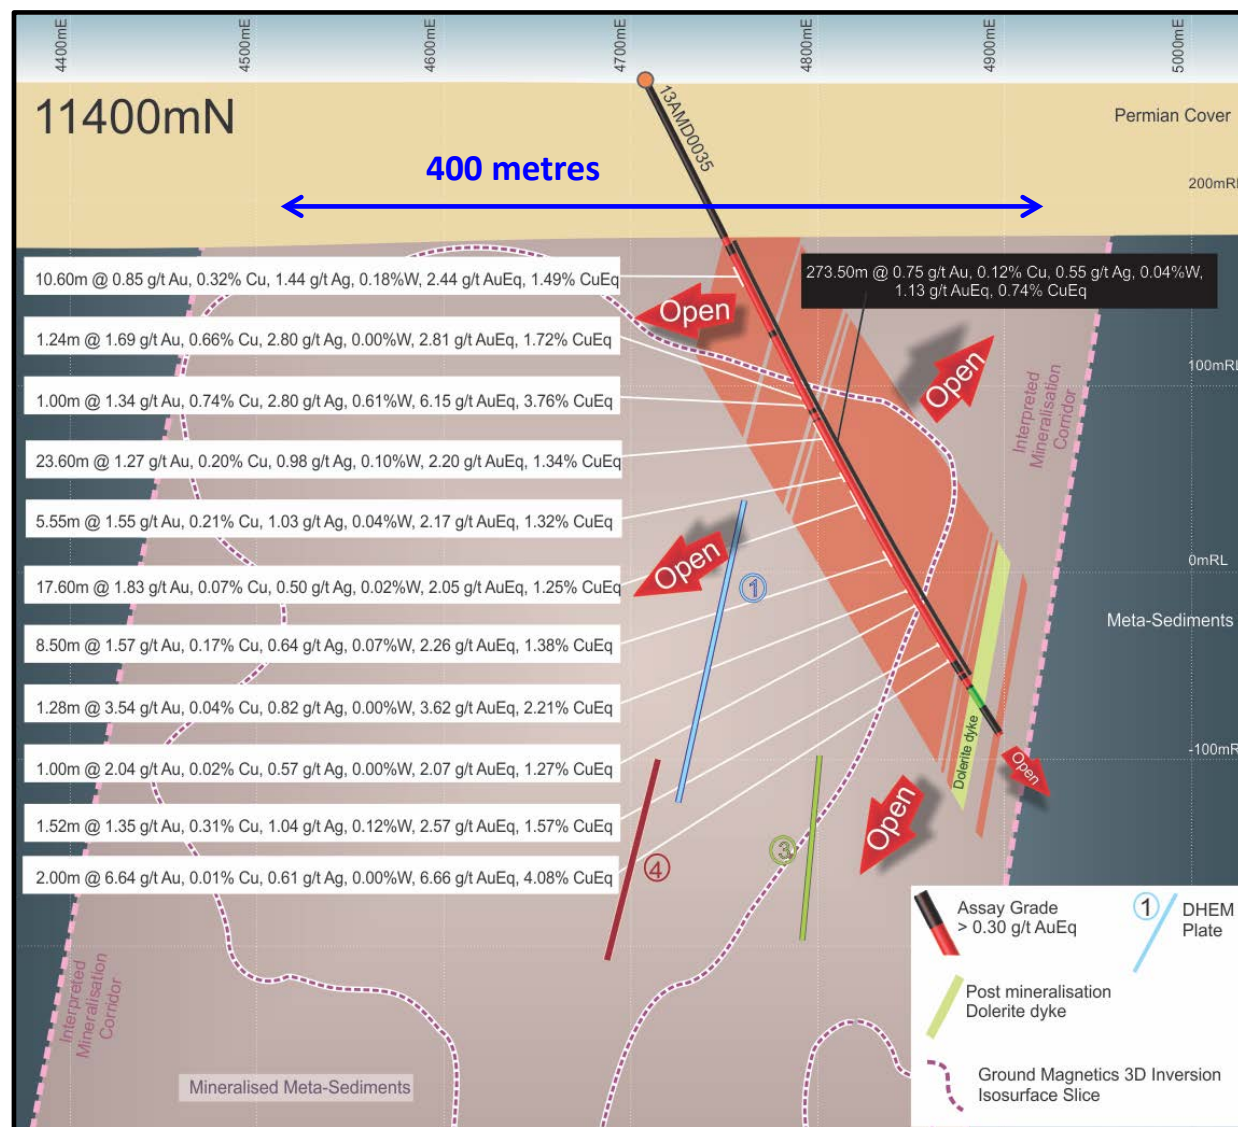 4400mE
4500mE
4600mE
4700mE
4800mE
4900mE
5000mE
11400mN
13AMD0035
Permian Cover
400 metres
200mRL
10.60m @ 0.85 g/t Au, 0.32% Cu, 1.44 g/t Ag, 0.18%W, 2.44 g/t AuEq, 1.49% CuEq
273.50m @ 0.75 g/t Au, 0.12% Cu, 0.55 g/t Ag, 0.04%W,
1.13 g/t AuEq, 0.74% CuEq
Open
1.24m @ 1.69 g/t Au, 0.66% Cu, 2.80 g/t Ag, 0.00%W, 2.81 g/t AuEq, 1.72% CuEq
Open
100mRL
1.00m @ 1.34 g/t Au, 0.74% Cu, 2.80 g/t Ag, 0.61%W, 6.15 g/t AuEq, 3.76% CuEq
Interpreted
Mineralisation
Corridor
23.60m @ 1.27 g/t Au, 0.20% Cu, 0.98 g/t Ag, 0.10%W, 2.20 g/t AuEq, 1.34% CuEq
5.55m @ 1.55 g/t Au, 0.21% Cu, 1.03 g/t Ag, 0.04%W, 2.17 g/t AuEq, 1.32% CuEq
Open
0mRL
17.60m @ 1.83 g/t Au, 0.07% Cu, 0.50 g/t Ag, 0.02%W, 2.05 g/t AuEq, 1.25% CuEq
1
Meta-Sediments
8.50m @ 1.57 g/t Au, 0.17% Cu, 0.64 g/t Ag, 0.07%W, 2.26 g/t AuEq, 1.38% CuEq
1.28m @ 3.54 g/t Au, 0.04% Cu, 0.82 g/t Ag, 0.00%W, 3.62 g/t AuEq, 2.21% CuEq
Dolerite dyke
-100mR
1.00m @ 2.04 g/t Au, 0.02% Cu, 0.57 g/t Ag, 0.00%W, 2.07 g/t AuEq, 1.27% CuEq
Open
Open
1.52m @ 1.35 g/t Au, 0.31% Cu, 1.04 g/t Ag, 0.12%W, 2.57 g/t AuEq, 1.57% CuEq
3
4
2.00m @ 6.64 g/t Au, 0.01% Cu, 0.61 g/t Ag, 0.00%W, 6.66 g/t AuEq, 4.08% CuEq
Interpreted
Mineralisation
Corridor
Mineralised Meta-Sediments
Assay Grade
> 0.30 g/t AuEq
1
DHEM
Plate
Post mineralisation
Dolerite dyke
Ground Magnetics 3D Inversion
Isosurface Slice